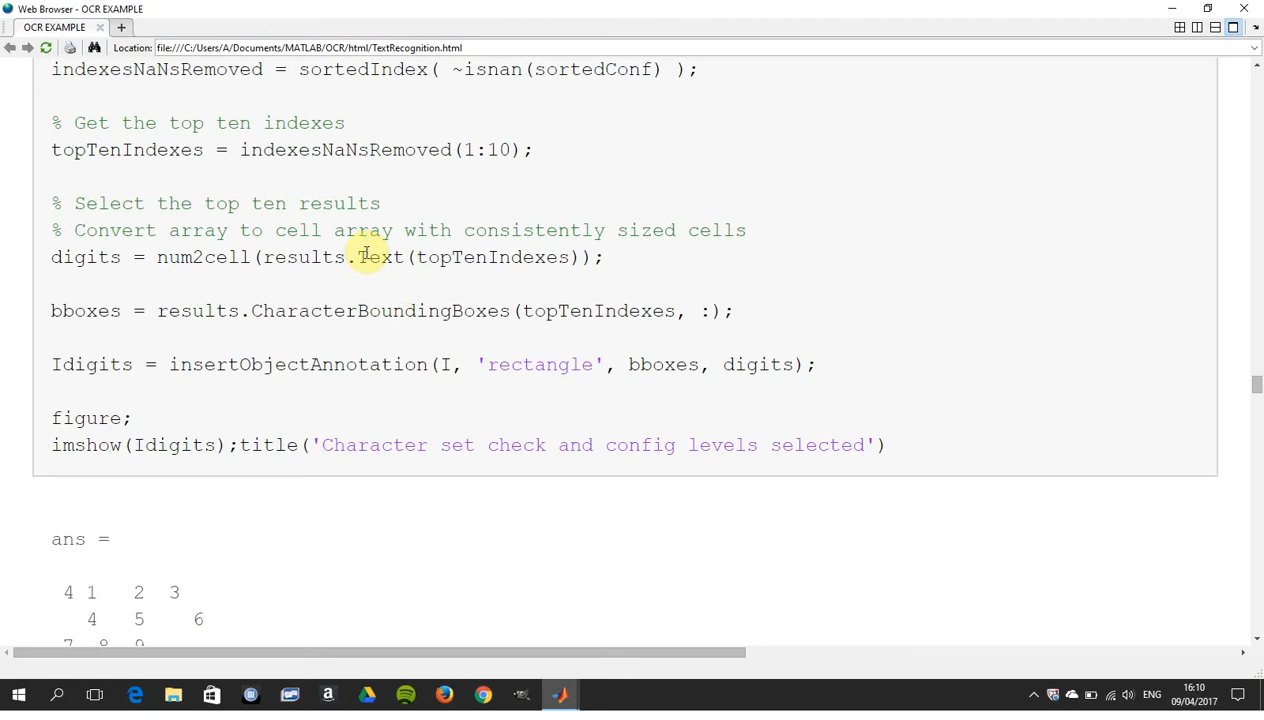 Web Browser - OCR EXAMPLE
OCR EXAMPLE
Location: file:///C:/Users/A/Documents/MATLAB/OCR/html/TextRecognition.html
indexesNaNsRemoved = sortedIndex( ~isnan(sortedConf) );
% Get the top ten indexes
topTenIndexes = indexesNaNsRemoved(1:10);
% Select the top ten results
% Convert array to cell array with consistently sized cells
digits = num2cell(results.Text(topTenIndexes));
bboxes = results.CharacterBoundingBoxes(topTenIndexes, :);
Idigits = insertObjectAnnotation(I, 'rectangle', bboxes, digits);
figure;
imshow(Idigits);title('Character set check and config levels selected')
ans =
4 1 2 3
4 5 6
7 8 9
ENG
16:10
09/04/2017